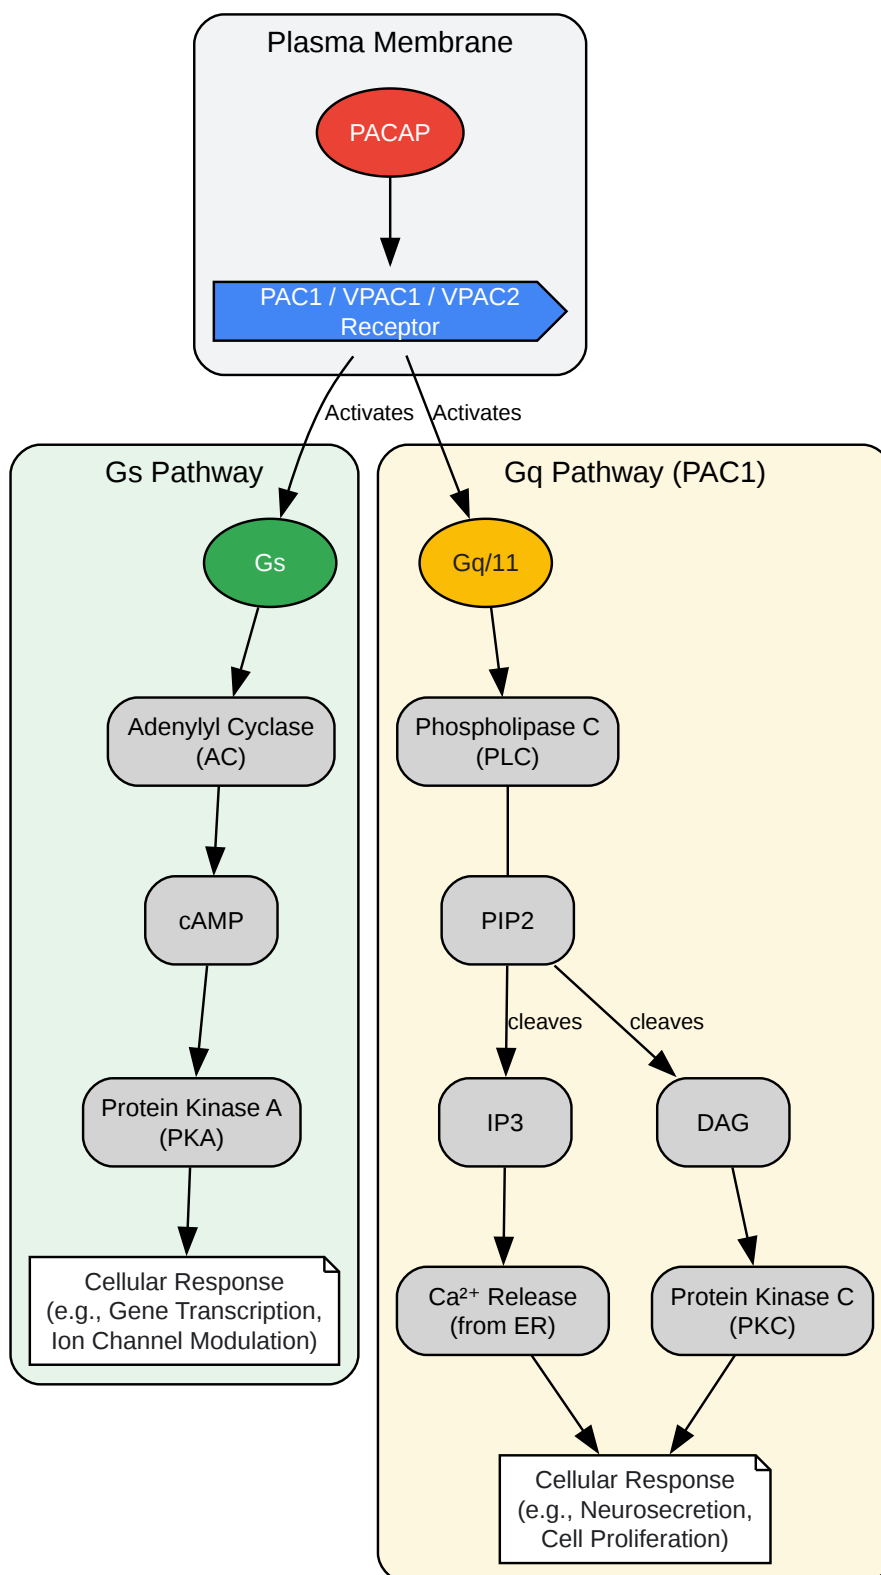 Plasma Membrane
PACAP
PAC1 / VPAC1 / VPAC2
Receptor
Activates
Activates
Gs Pathway
Gs
Adenylyl Cyclase
(AC)
cAMP
Protein Kinase A
(PKA)
Cellular Response
(e.g., Gene Transcription,
Ion Channel Modulation)
Gq Pathway (PAC1)
Gq/11
Phospholipase C
(PLC)
PIP2
cleaves
cleaves
IP3
DAG
Ca²⁺ Release
(from ER)
Protein Kinase C
(PKC)
Cellular Response
(e.g., Neurosecretion,
Cell Proliferation)